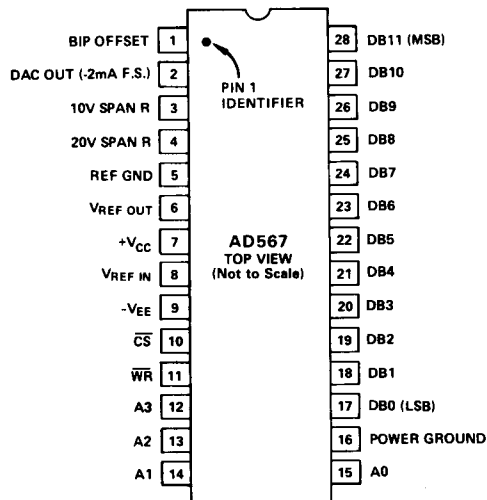 BIP OFFSET 1 28 DB11 (MSB)
DAC OUT (-2mA F.S.) 2 27 DB10
PIN 1
IDENTIFIER
10V SPAN R 3 26 DB9
20V SPAN R 4 25 DB8
REF GND 5 24 DB7
VREF OUT 6 23 DB6
+VCC 7 22 DB5
AD567
TOP VIEW
(Not to Scale)
VREF IN 8 21 DB4
-VEE 9 20 DB3
C̅S̅ 10 19 DB2
W̅R̅ 11 18 DB1
A3 12 17 DB0 (LSB)
A2 13 16 POWER GROUND
A1 14 15 A0